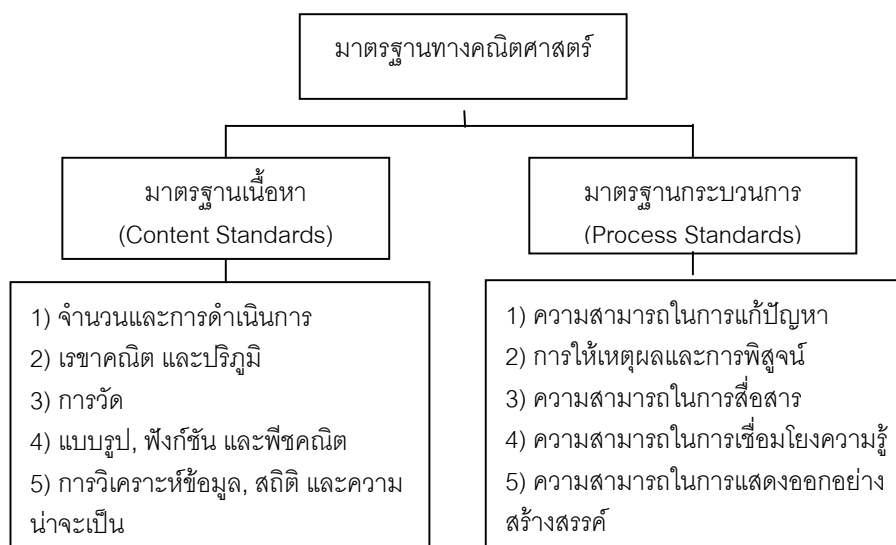 มาตรฐานทางคณิตศาสตร์
มาตรฐานเนื้อหา
(Content Standards)
มาตรฐานกระบวนการ
(Process Standards)
1) จำนวนและการดำเนินการ
2) เรขาคณิต และปริภูมิ
3) การวัด
4) แบบรูป, ฟังก์ชัน และพีชคณิต
5) การวิเคราะห์ข้อมูล, สถิติ และความ
น่าจะเป็น
1) ความสามารถในการแก้ปัญหา
2) การให้เหตุผลและการพิสูจน์
3) ความสามารถในการสื่อสาร
4) ความสามารถในการเชื่อมโยงความรู้
5) ความสามารถในการแสดงออกอย่าง
สร้างสรรค์